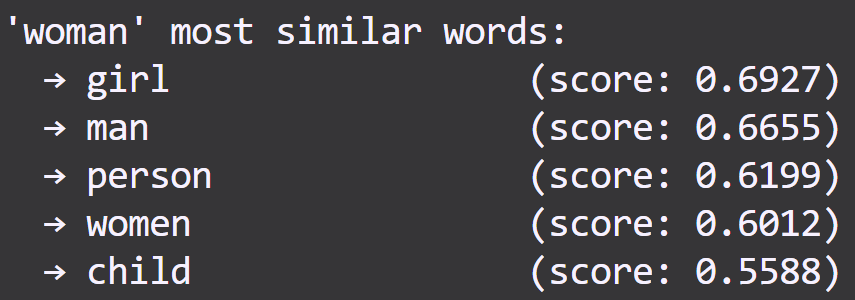 'woman' most similar words:
→ girl (score: 0.6927)
→ man (score: 0.6655)
→ person (score: 0.6199)
→ women (score: 0.6012)
→ child (score: 0.5588)